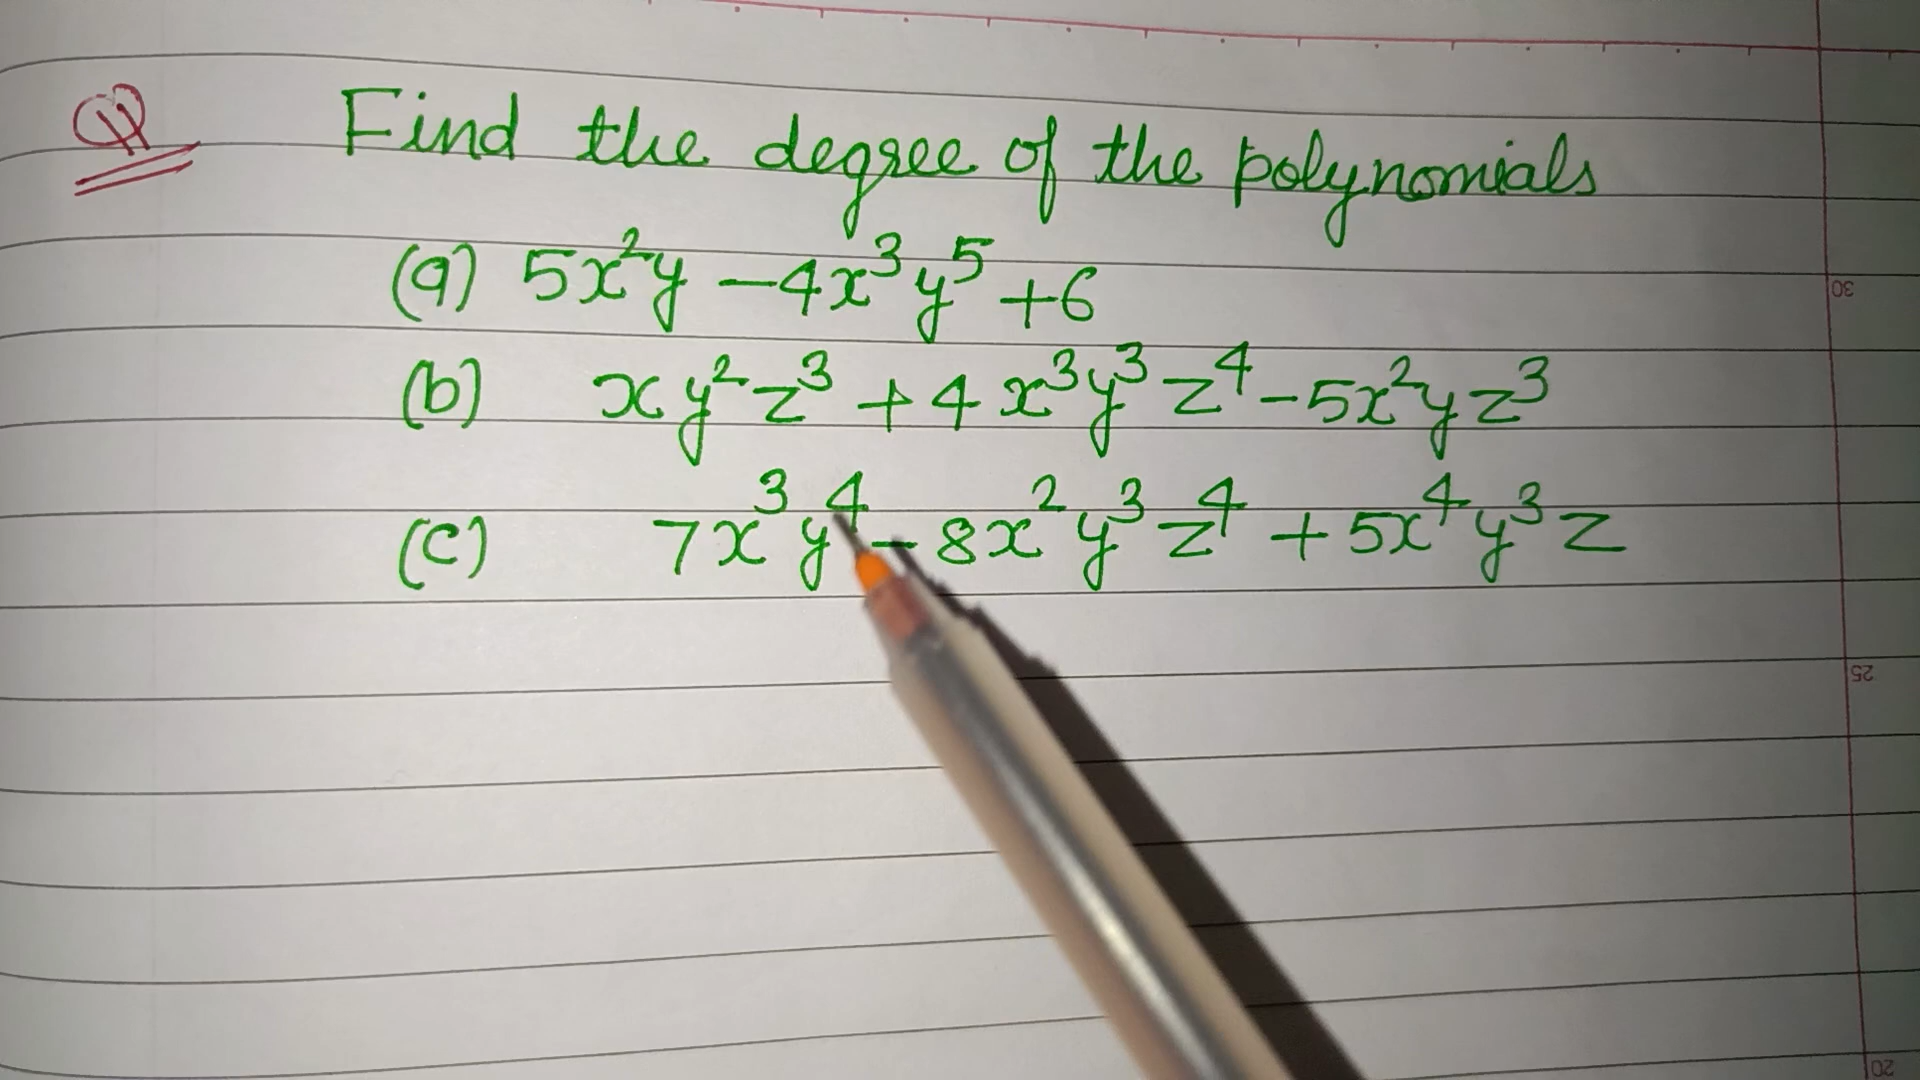 Q Find the degree of the polynomials
(a) 5x²y - 4x³y⁵ + 6
(b) xy²z³ + 4x³y³z⁴ - 5x²yz³
(c) 7x³y⁴ - 8x²y³z⁴ + 5x⁴y³z
30
25
20